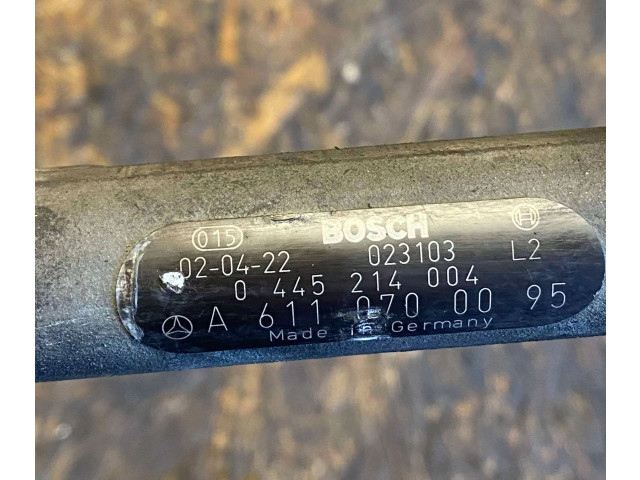 015 BOSCH
02-04-22 023103 L2
0 445 214 004
A 611 070 00 95
Made in Germany